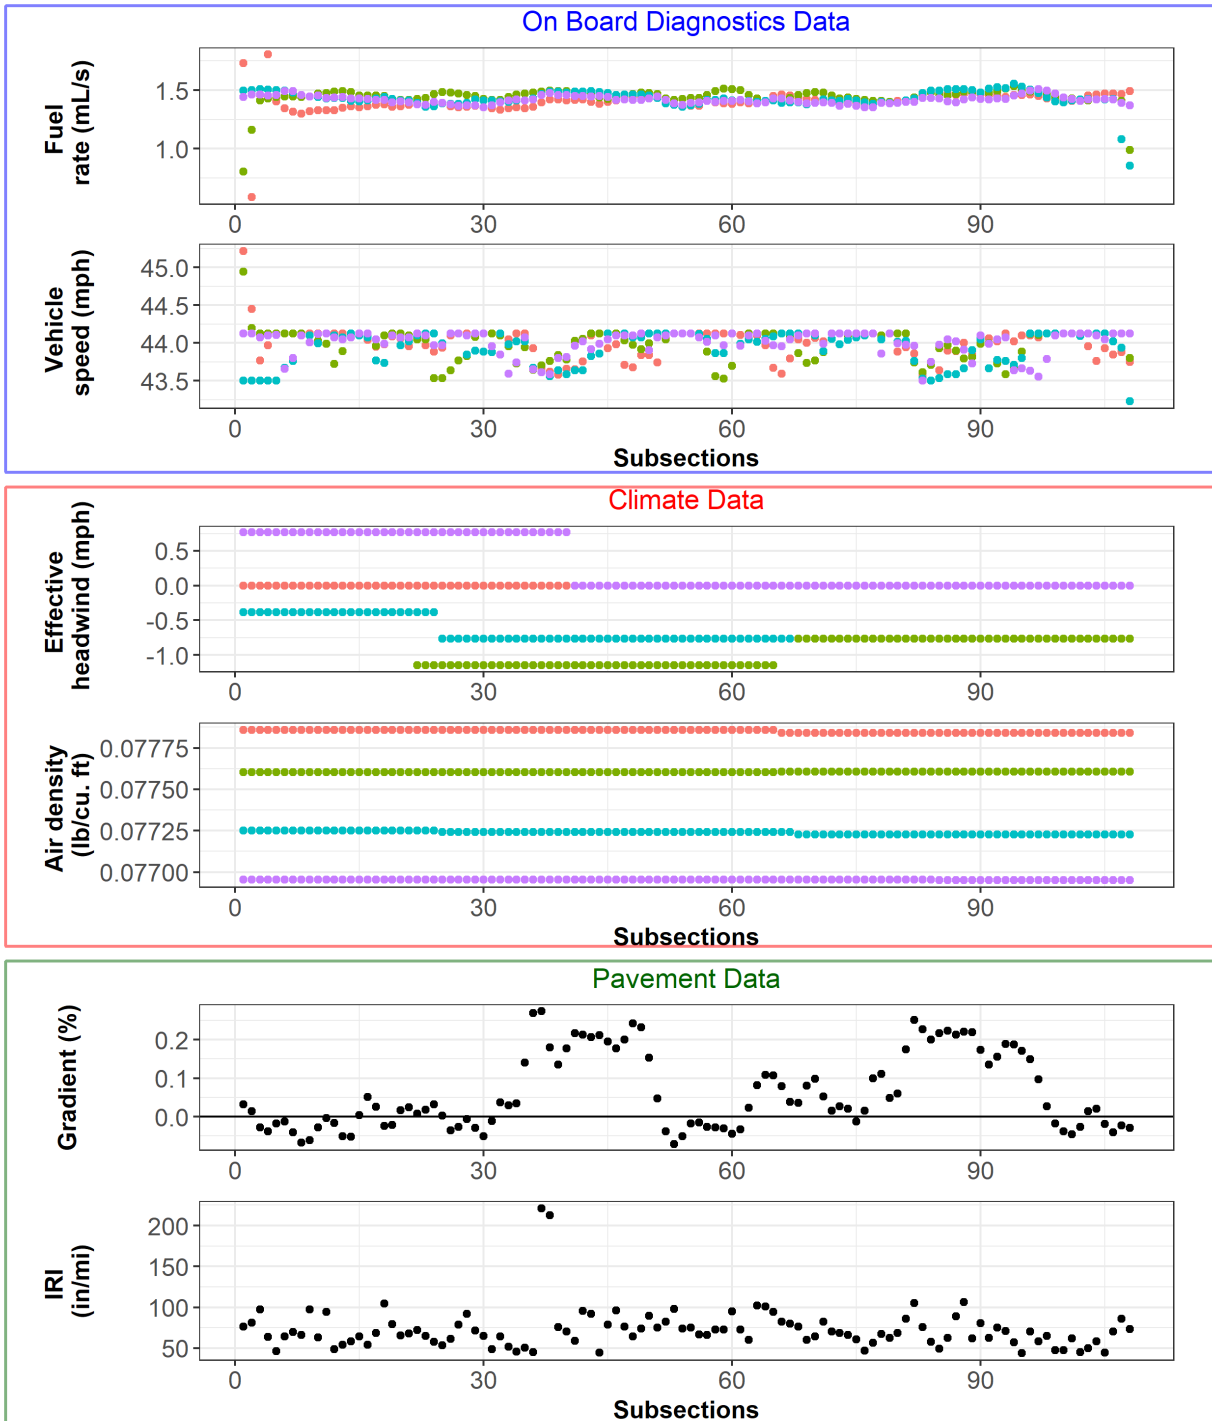 On Board Diagnostics Data
Fuel
rate (mL/s)
1.5
1.0
0 30 60 90
Vehicle
speed (mph)
45.0
44.5
44.0
43.5
0 30 60 90
Subsections
Climate Data
Effective
headwind (mph)
0.5
0.0
-0.5
-1.0
0 30 60 90
Air density
(lb/cu. ft)
0.07775
0.07750
0.07725
0.07700
0 30 60 90
Subsections
Pavement Data
Gradient (%)
0.2
0.1
0.0
0 30 60 90
IRI
(in/mi)
200
150
100
50
0 30 60 90
Subsections